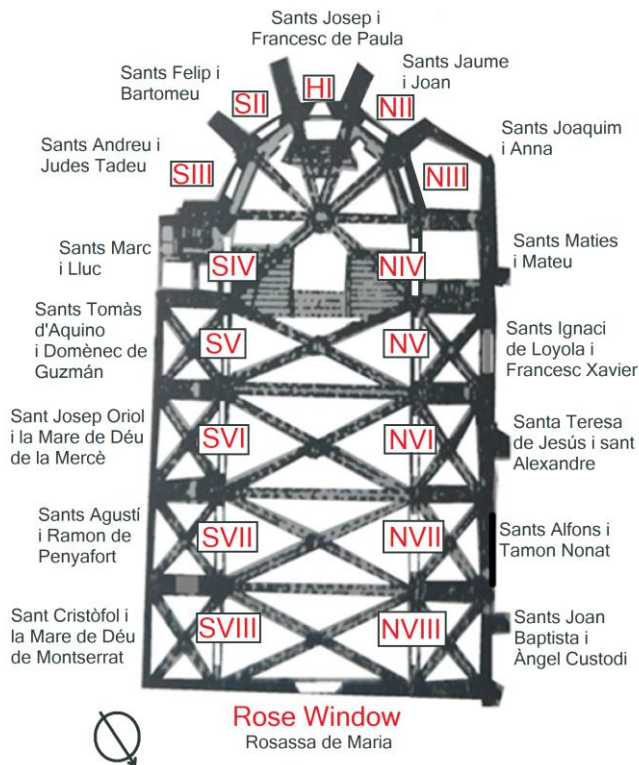 Sants Josep i
Francesc de Paula
Sants Jaume
i Joan
Sants Felip i
Bartomeu
HI
SII
NII
Sants Joaquim
i Anna
Sants Andreu i
Judes Tadeu
SIII
NIII
Sants Marc
i Lluc
SIV
NIV
Sants Maties
i Mateu
Sants Tomàs
d'Aquino
i Domènec de
Guzmán
SV
NV
Sants Ignaci
de Loyola i
Francesc Xavier
Sant Josep Oriol
i la Mare de Déu
de la Mercè
SVI
NVI
Santa Teresa
de Jesús i sant
Alexandre
Sants Agustí
i Ramon de
Penyafort
SVII
NVII
Sants Alfons i
Tamon Nonat
Sant Cristòfol i
la Mare de Déu
de Montserrat
SVIII
NVIII
Sants Joan
Baptista i
Àngel Custodi
Rose Window
Rosassa de Maria